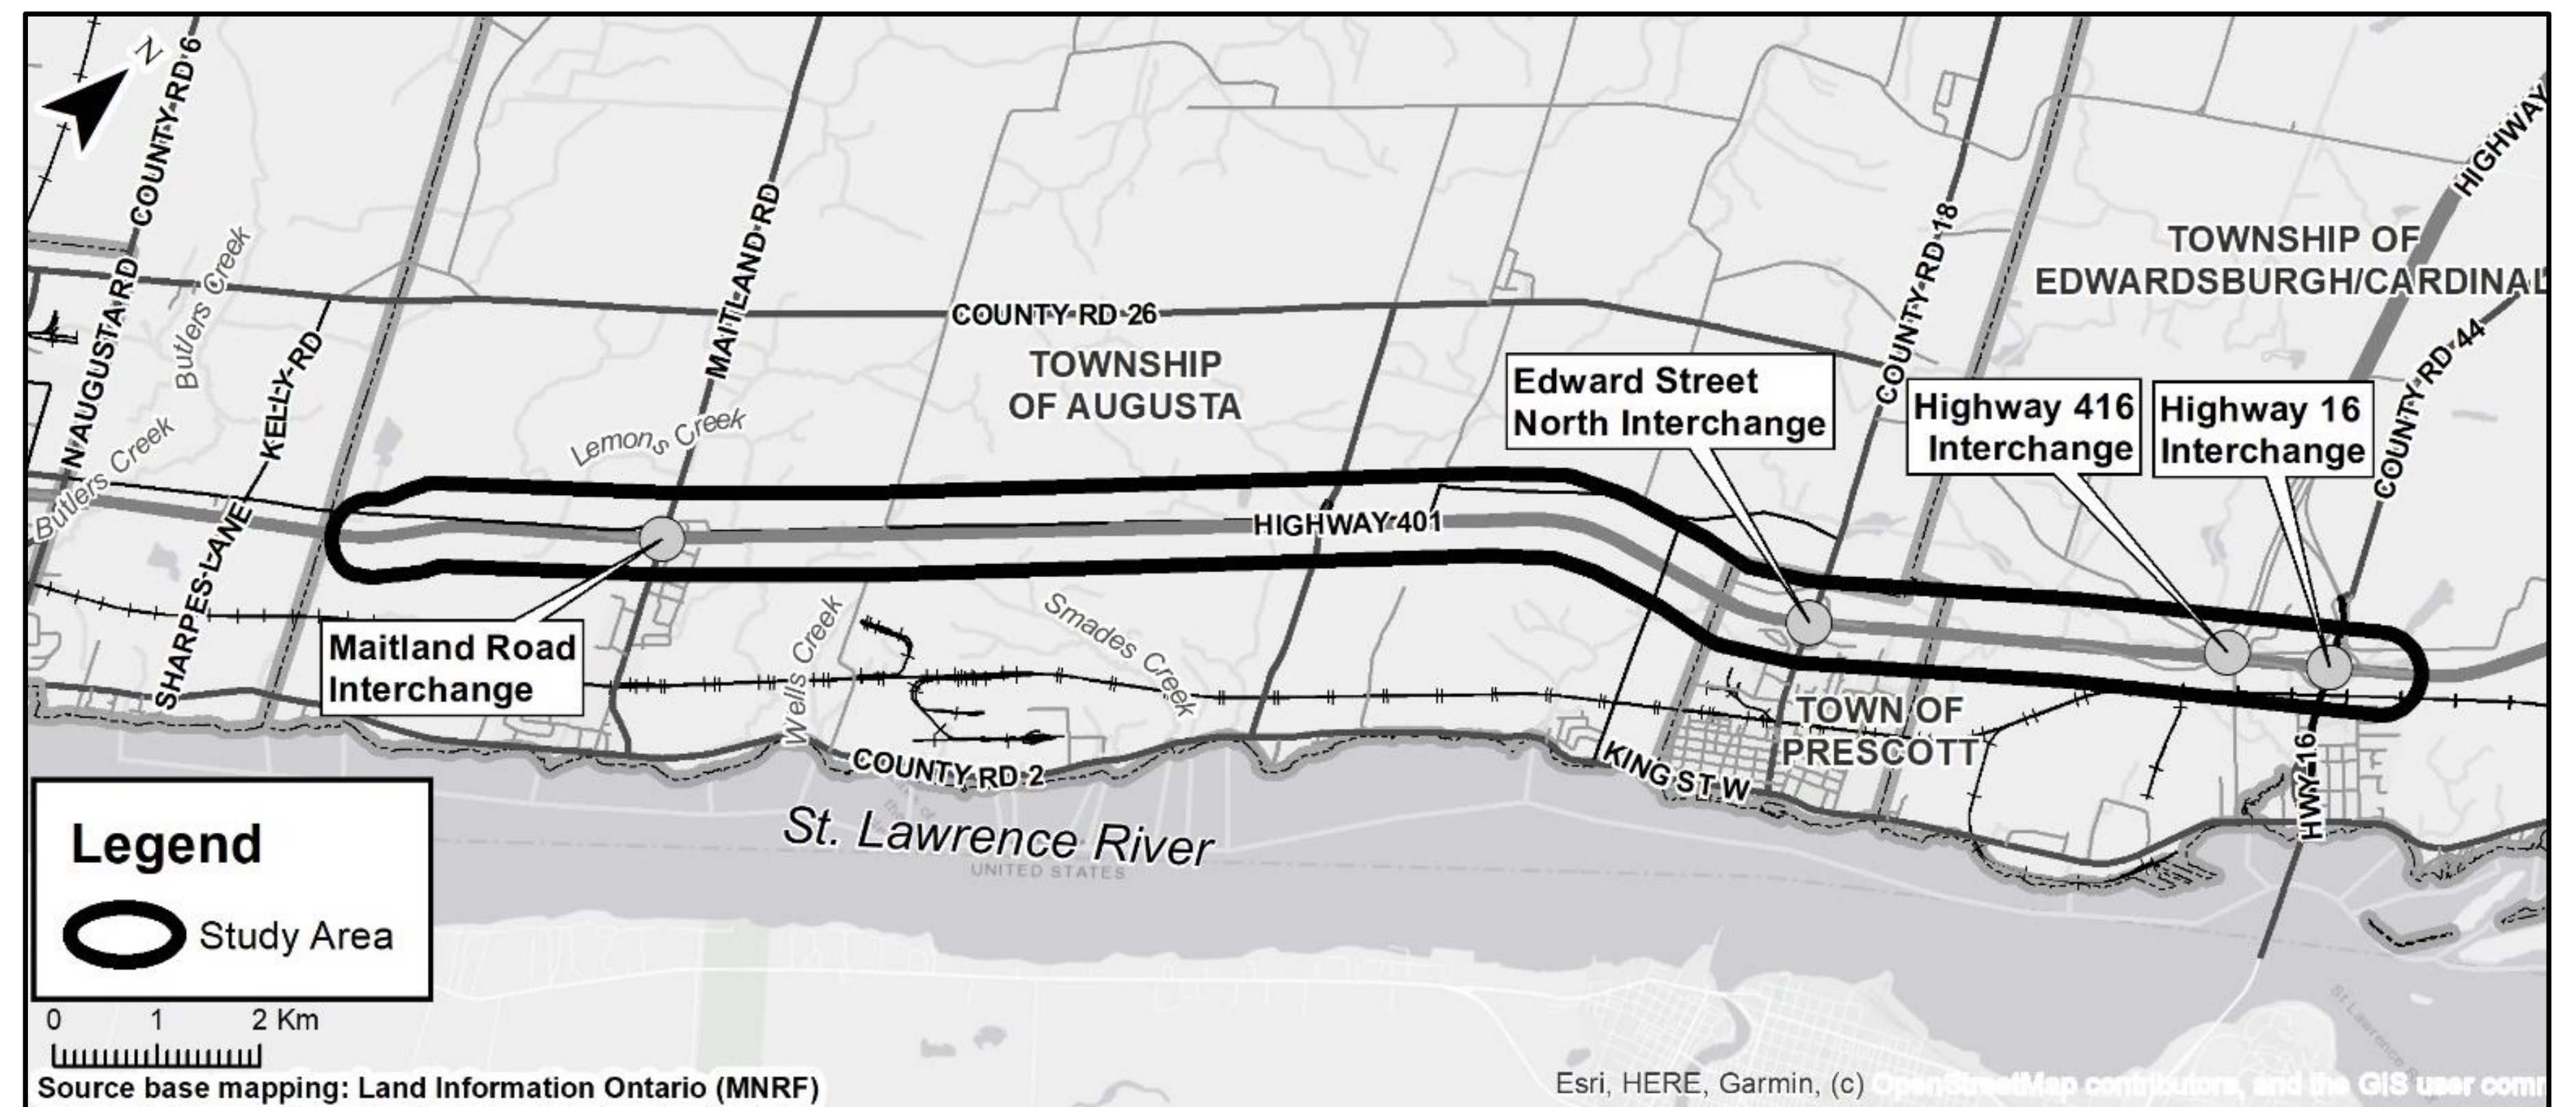 N
COUNTY RD 6
N AUGUSTA RD
Butlers Creek
Butlers Creek
KELLY RD
SHARPES LANE
MAITLAND RD
Lemons Creek
COUNTY RD 26
TOWNSHIP
OF AUGUSTA
HIGHWAY 401
Edward Street
North Interchange
COUNTY RD 18
Highway 416
Interchange
Highway 16
Interchange
TOWNSHIP OF
EDWARDSBURGH/CARDINAL
HIGHWAY
COUNTY RD 44
Maitland Road
Interchange
Wells Creek
Smades Creek
COUNTY RD 2
KING ST W
TOWN OF
PRESCOTT
HWY 16
St. Lawrence River
UNITED STATES
St Lawrence
Legend
Study Area
0 1 2 Km
Source base mapping: Land Information Ontario (MNRF)
Esri, HERE, Garmin, (c) OpenStreetMap contributors, and the GIS user comm